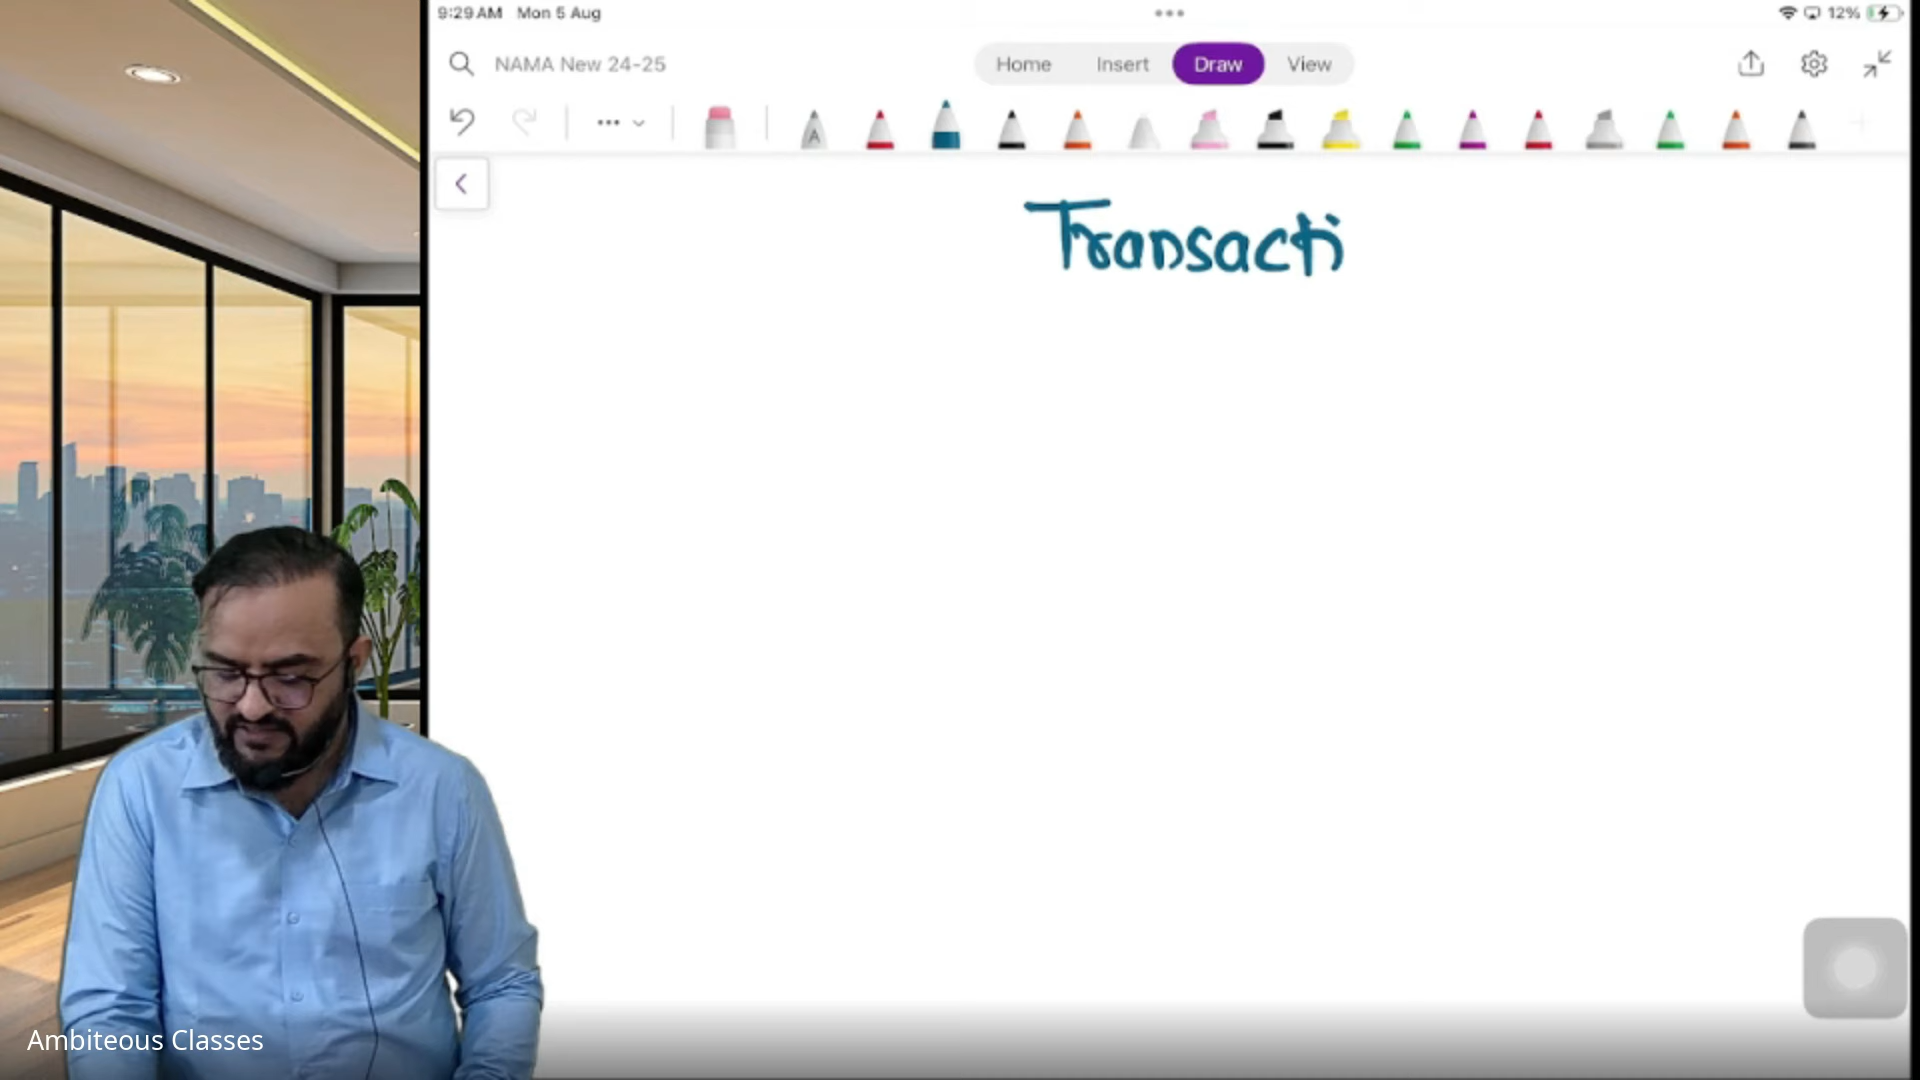 9:29 AM Mon 5 Aug
12%
NAMA New 24-25
Home Insert Draw View
A
Transacti
Ambiteous Classes